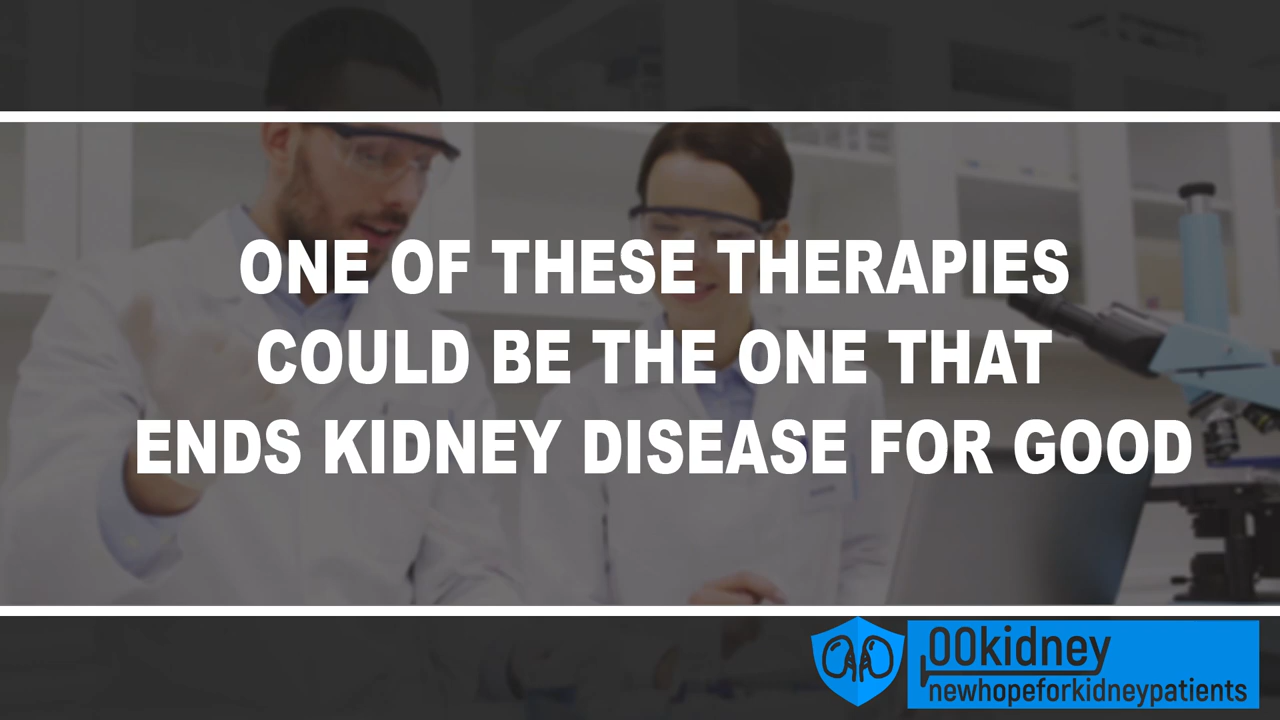 ONE OF THESE THERAPIES
COULD BE THE ONE THAT
ENDS KIDNEY DISEASE FOR GOOD
00kidney
newhopeforkidneypatients